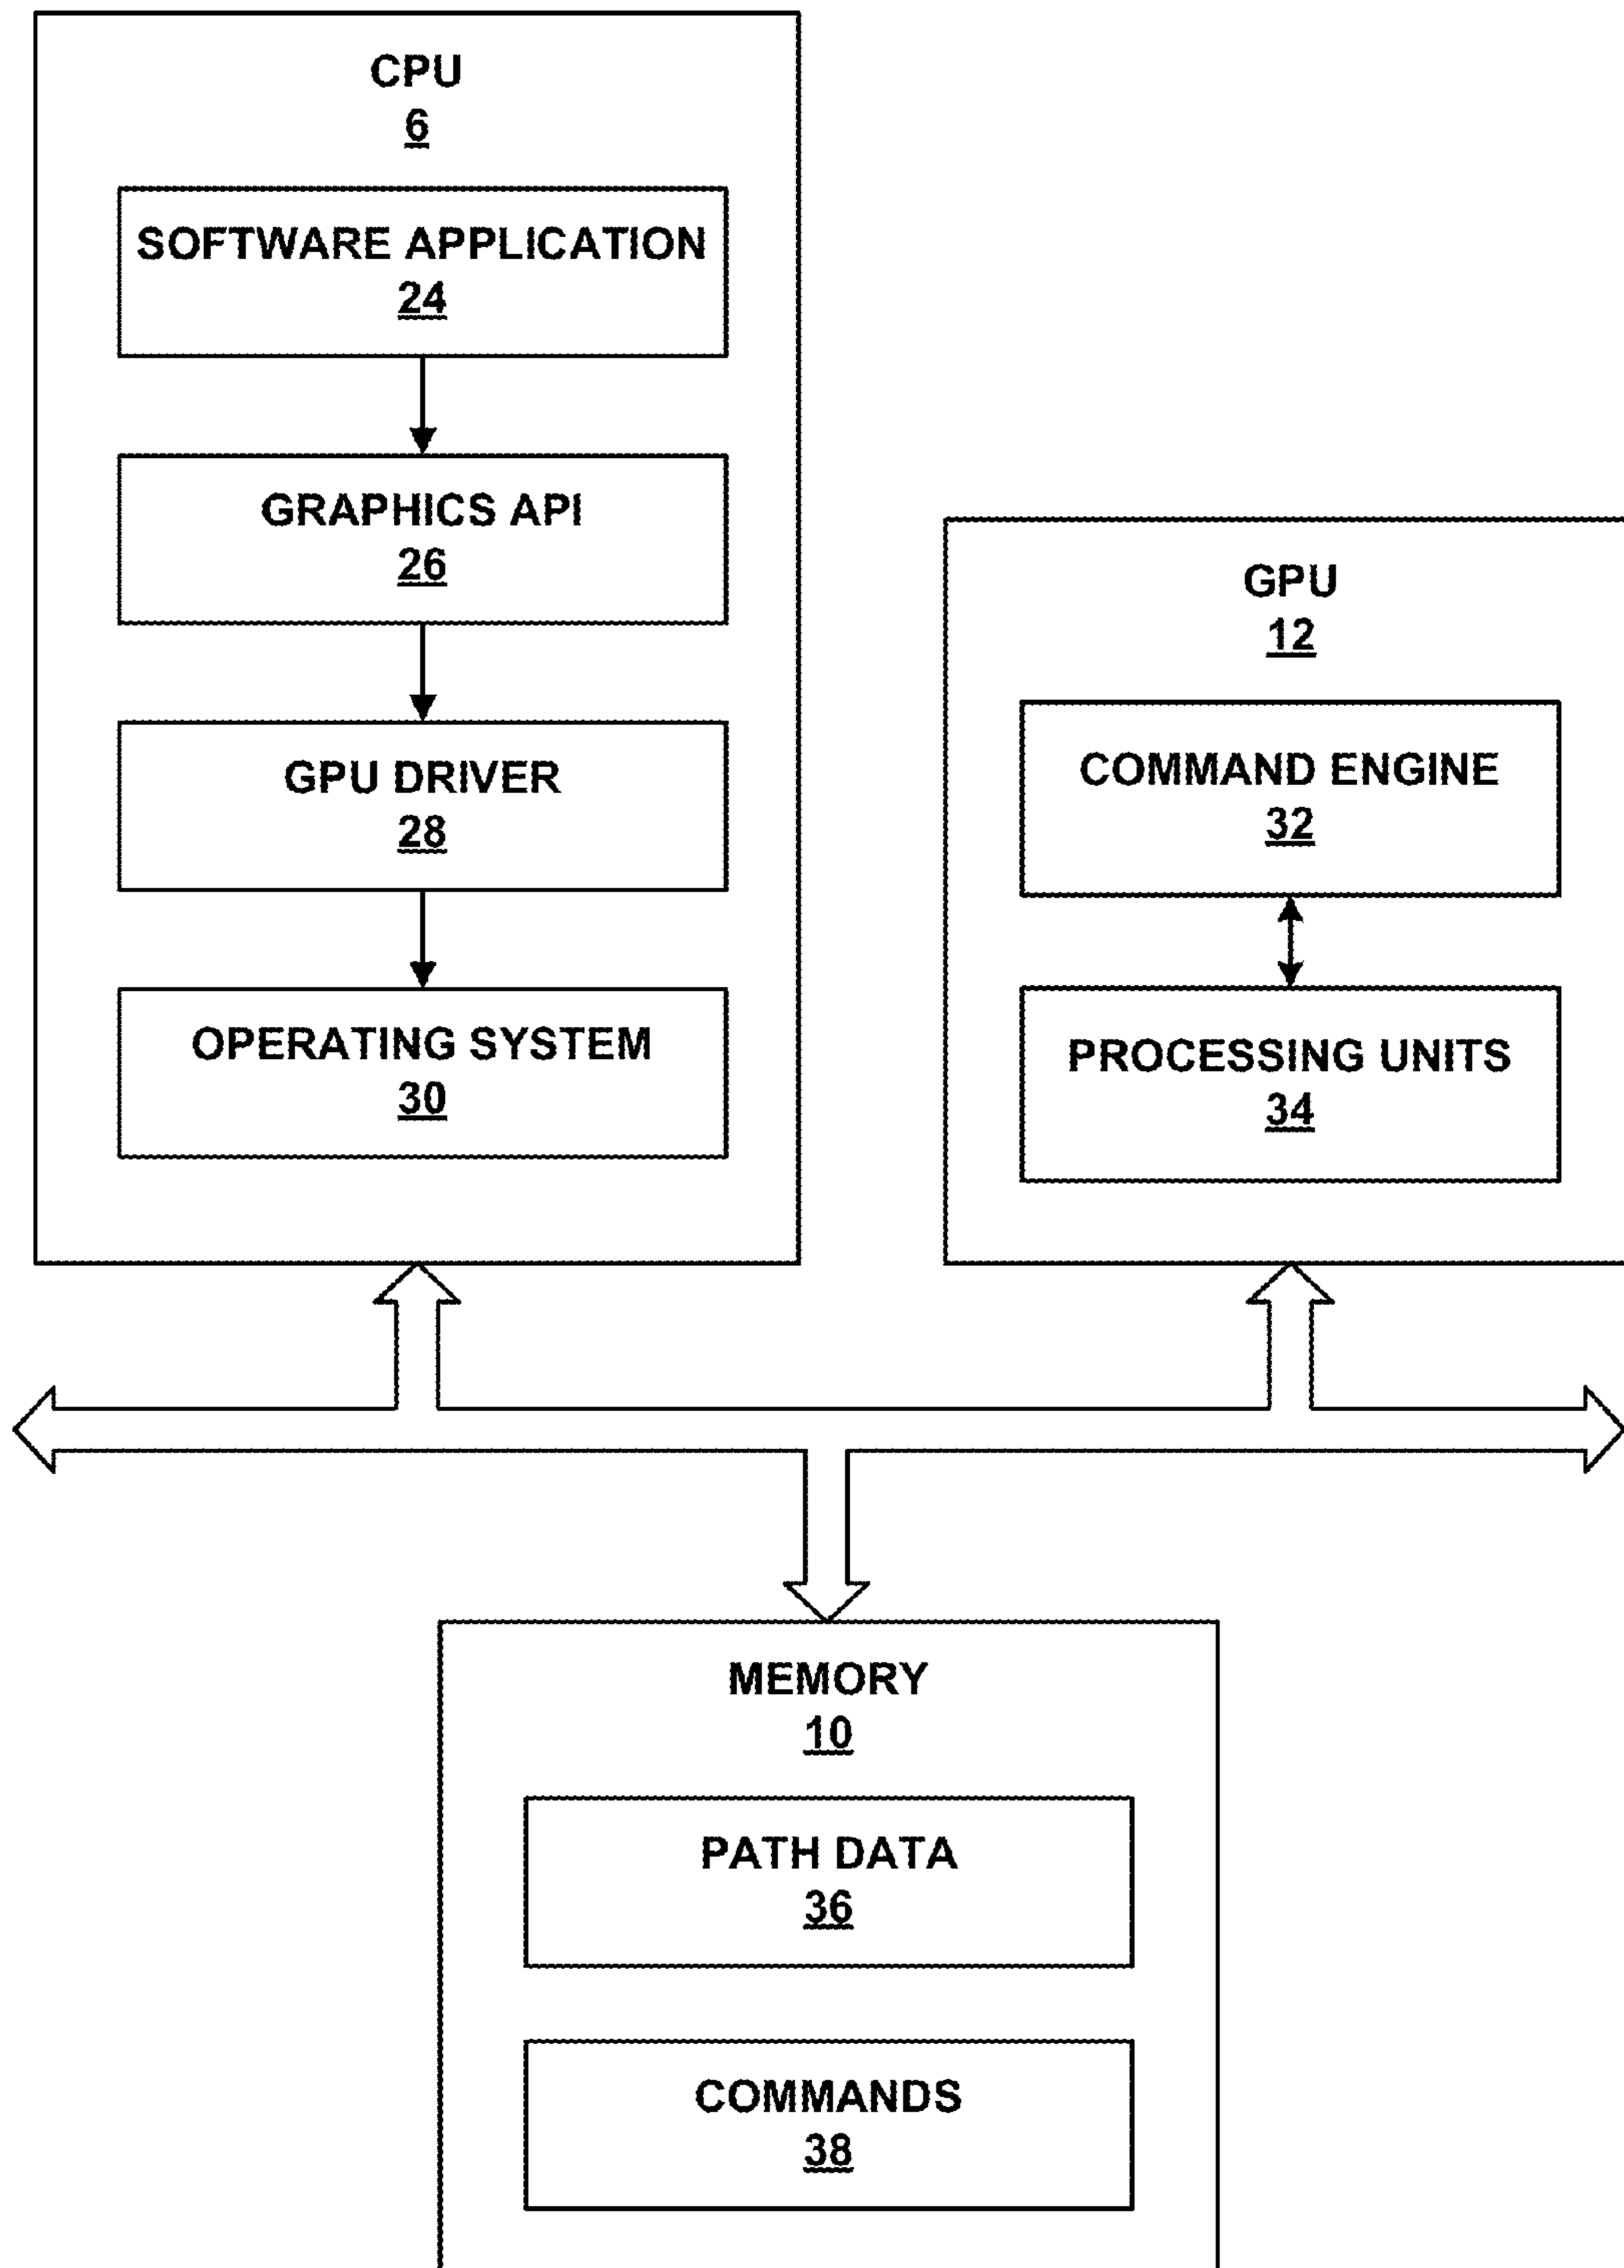 CPU
6
SOFTWARE APPLICATION
24
GRAPHICS API
26
GPU DRIVER
28
OPERATING SYSTEM
30
GPU
12
COMMAND ENGINE
32
PROCESSING UNITS
34
MEMORY
10
PATH DATA
36
COMMANDS
38